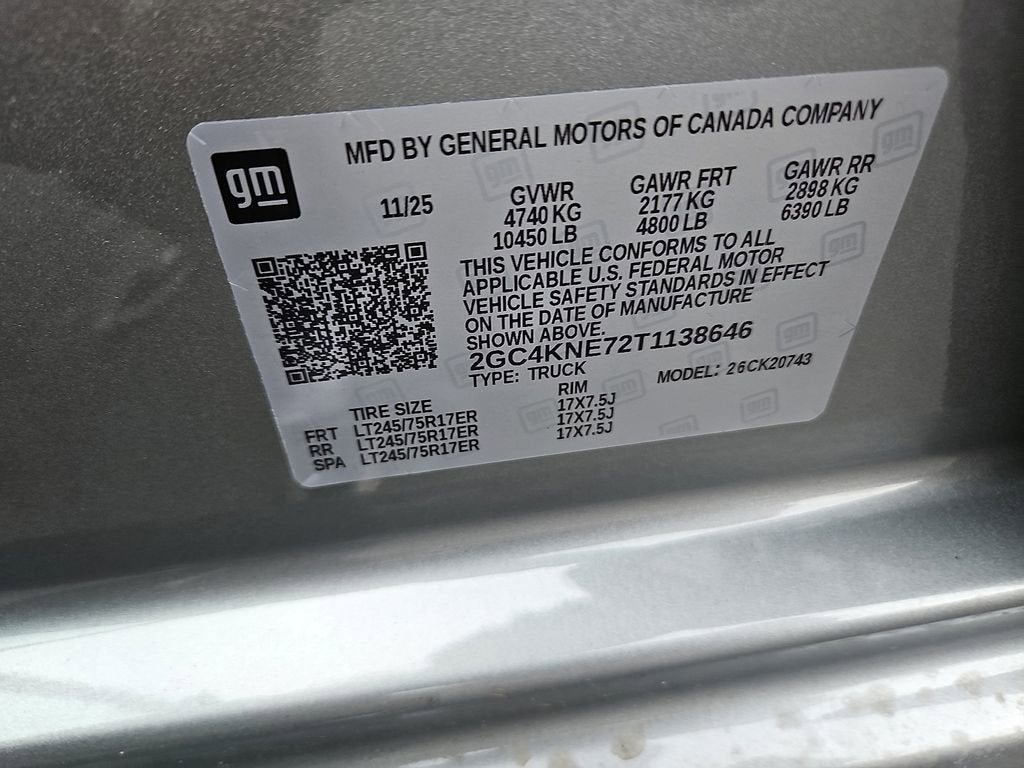 MFD BY GENERAL MOTORS OF CANADA COMPANY
gm
11/25
GVWR
4740 KG
10450 LB
GAWR FRT
2177 KG
4800 LB
GAWR RR
2898 KG
6390 LB
THIS VEHICLE CONFORMS TO ALL
APPLICABLE U.S. FEDERAL MOTOR
VEHICLE SAFETY STANDARDS IN EFFECT
ON THE DATE OF MANUFACTURE
SHOWN ABOVE.
2GC4KNE72T1138646
TYPE: TRUCK
MODEL: 26CK20743
TIRE SIZE RIM
FRT LT245/75R17ER 17X7.5J
RR LT245/75R17ER 17X7.5J
SPA LT245/75R17ER 17X7.5J